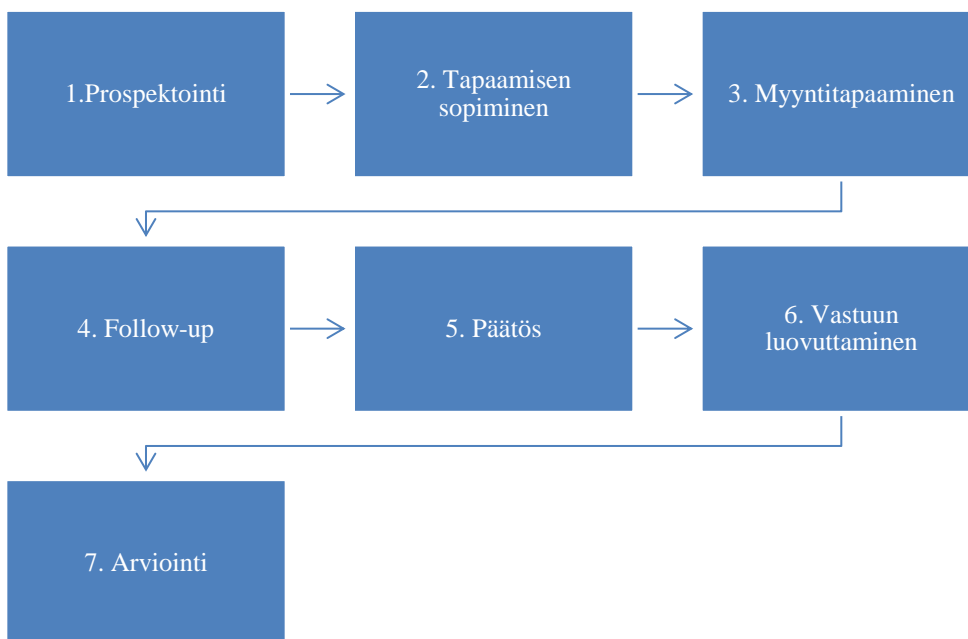 1.Prospektointi
2. Tapaamisen
sopiminen
3. Myyntitapaaminen
4. Follow-up
5. Päätös
6. Vastuun
luovuttaminen
7. Arviointi